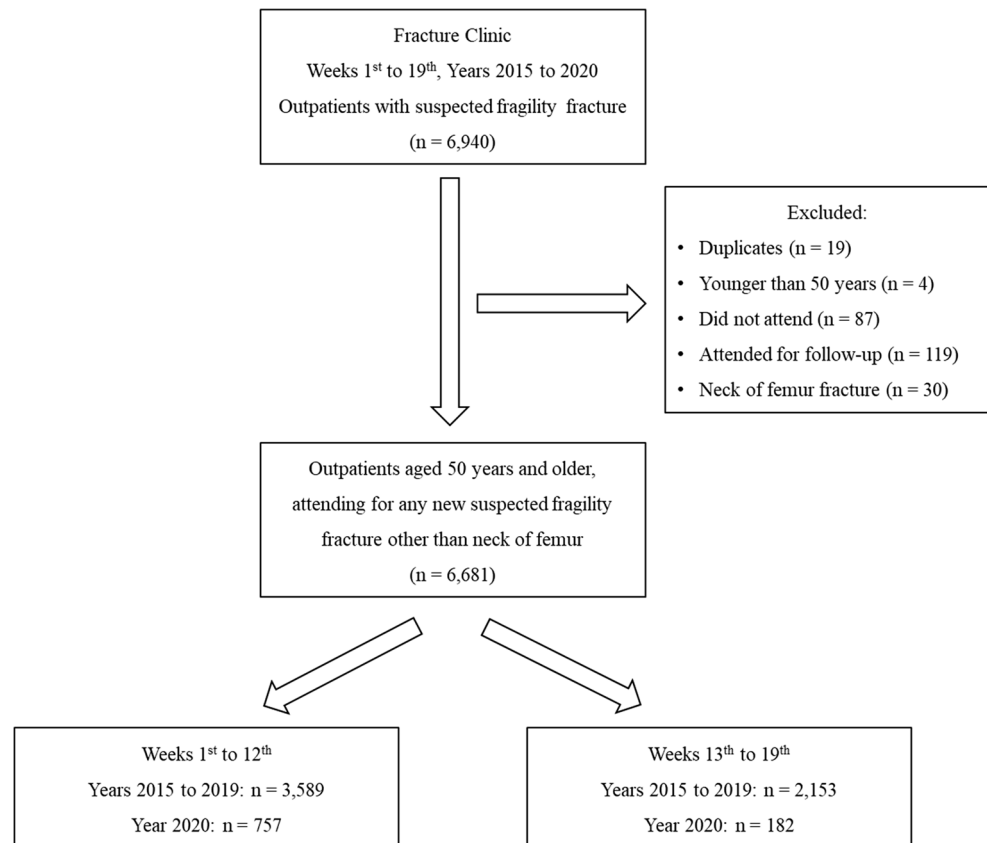 Fracture Clinic
Weeks 1st to 19th, Years 2015 to 2020
Outpatients with suspected fragility fracture
(n = 6,940)
Excluded:
• Duplicates (n = 19)
• Younger than 50 years (n = 4)
• Did not attend (n = 87)
• Attended for follow-up (n = 119)
• Neck of femur fracture (n = 30)
Outpatients aged 50 years and older,
attending for any new suspected fragility
fracture other than neck of femur
(n = 6,681)
Weeks 1st to 12th
Years 2015 to 2019: n = 3,589
Year 2020: n = 757
Weeks 13th to 19th
Years 2015 to 2019: n = 2,153
Year 2020: n = 182